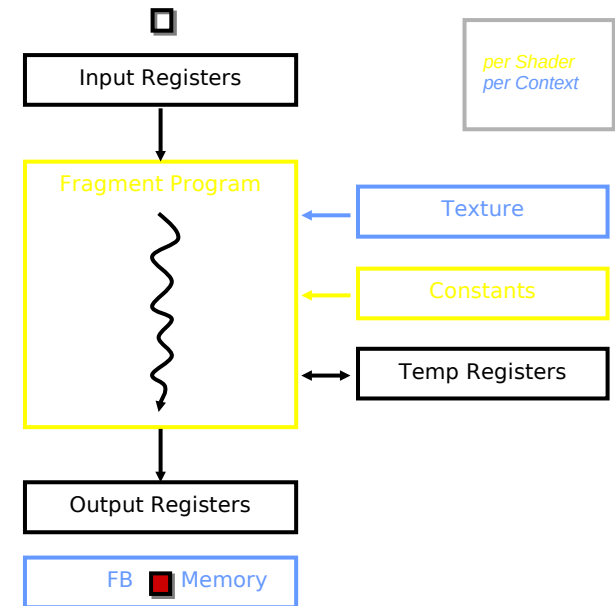 Input Registers
per Shader
per Context
Fragment Program
Texture
Constants
Temp Registers
Output Registers
FB Memory